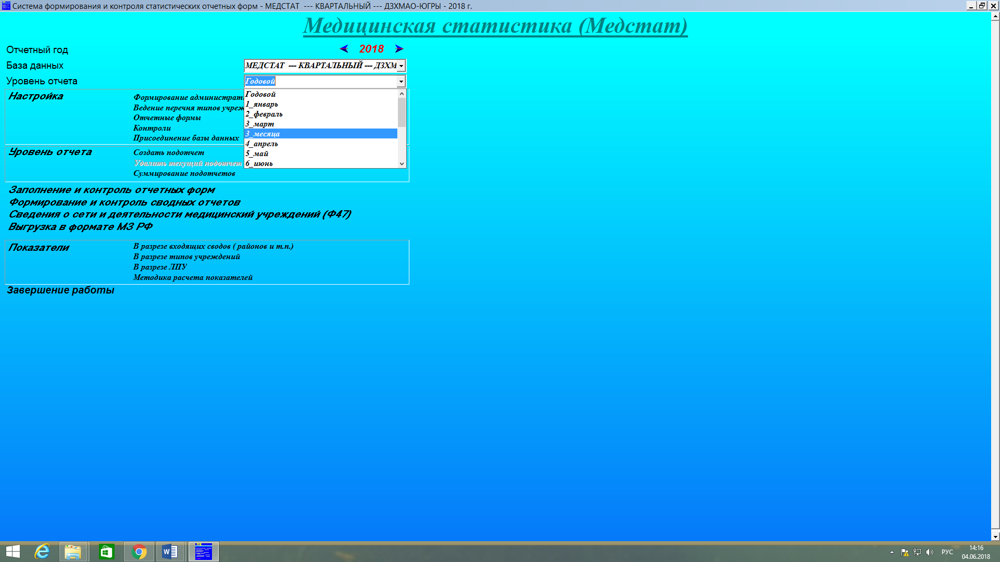 Система формирования и контроля статистических отчетных форм - МЕДСТАТ --- КВАРТАЛЬНЫЙ --- ДЗХМАО-ЮГРЫ - 2018 г.
Медицинская статистика (Медстат)
Отчетный год
2018
База данных
МЕДСТАТ --- КВАРТАЛЬНЫЙ --- ДЗХМ
Уровень отчета
Годовой
Годовой
1_январь
2_февраль
3_март
3_месяца
4_апрель
5_май
6_июнь
Настройка
Формирование администрат
Ведение перечня типов учреж
Отчетные формы
Контроли
Присоединение базы данных
Уровень отчета
Создать подотчет
Удалить текущий подотчет
Суммирование подотчетов
Заполнение и контроль отчетных форм
Формирование и контроль сводных отчетов
Сведения о сети и деятельности медицинский учреждений (Ф47)
Выгрузка в формате МЗ РФ
Показатели
В разрезе входящих сводов ( районов и т.п.)
В разрезе типов учреждений
В разрезе ЛПУ
Методика расчета показателей
Завершение работы
РУС
14:16
04.06.2018